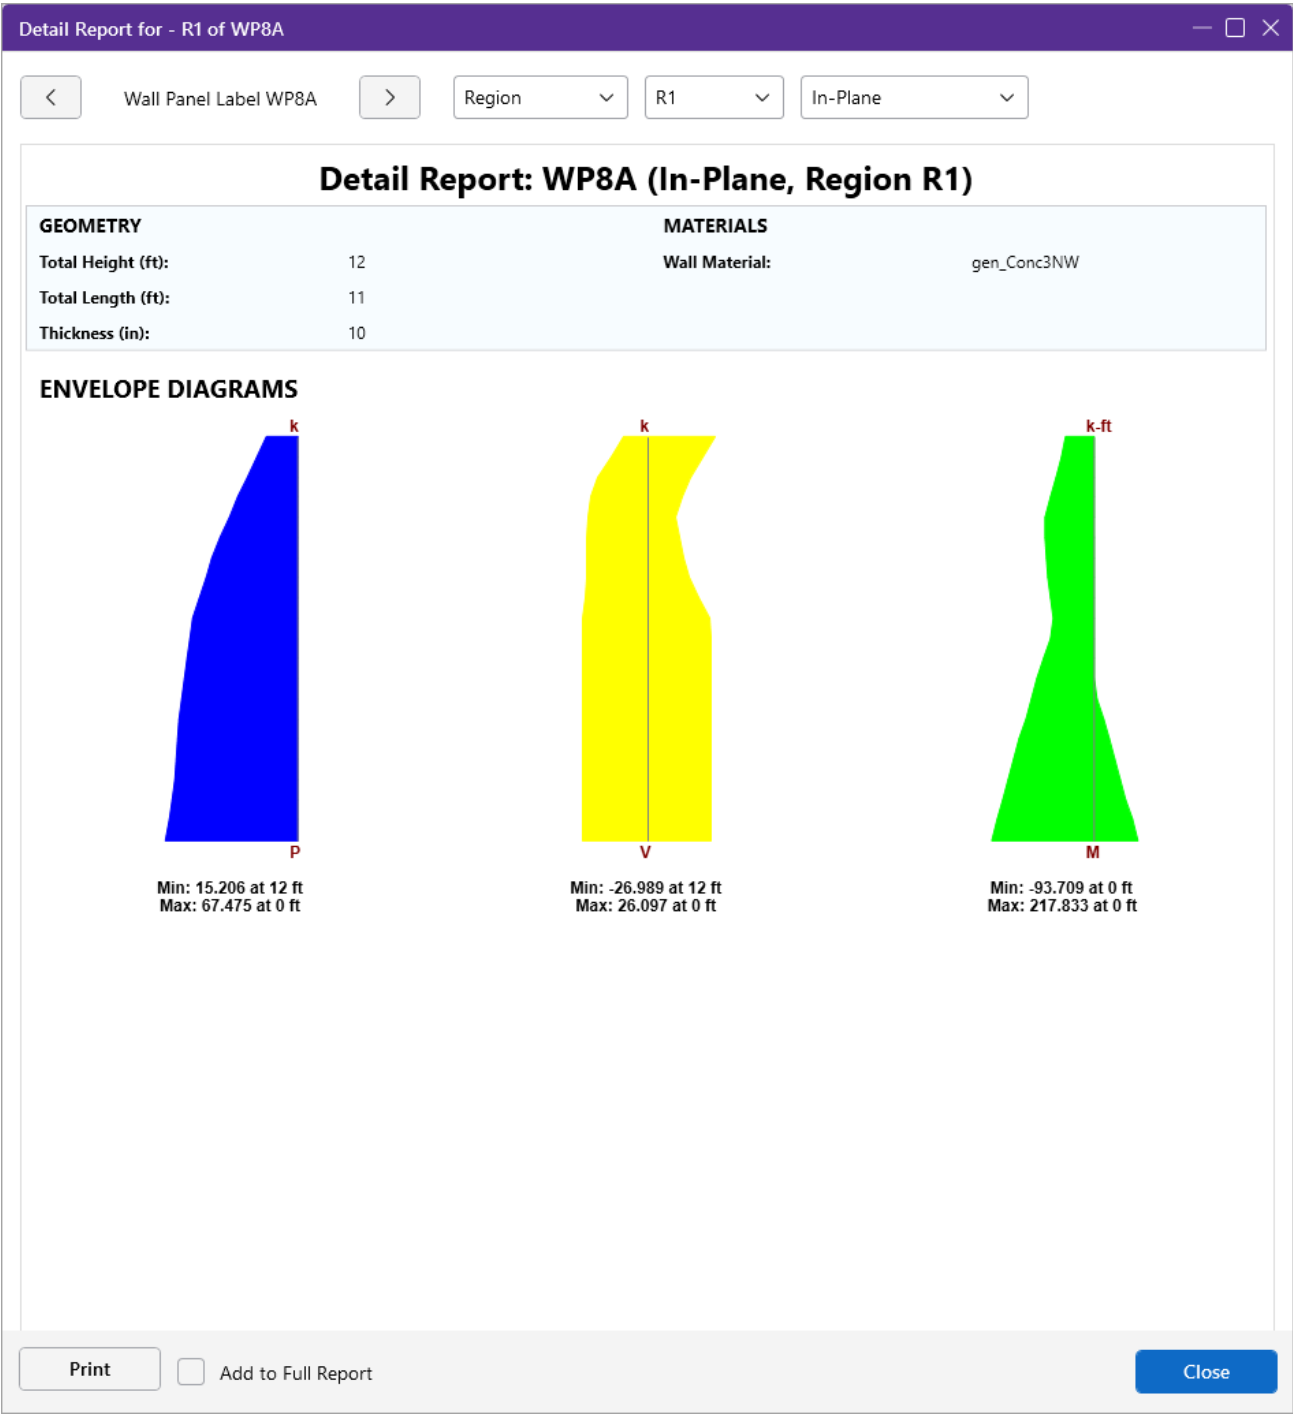 Detail Report for - R1 of WP8A
Wall Panel Label WP8A
Region
R1
In-Plane
Detail Report: WP8A (In-Plane, Region R1)
GEOMETRY
MATERIALS
Total Height (ft): 12
Wall Material: gen_Conc3NW
Total Length (ft): 11
Thickness (in): 10
ENVELOPE DIAGRAMS
k
k
k-ft
P
V
M
Min: 15.206 at 12 ft
Max: 67.475 at 0 ft
Min: -26.989 at 12 ft
Max: 26.097 at 0 ft
Min: -93.709 at 0 ft
Max: 217.833 at 0 ft
Print
Add to Full Report
Close